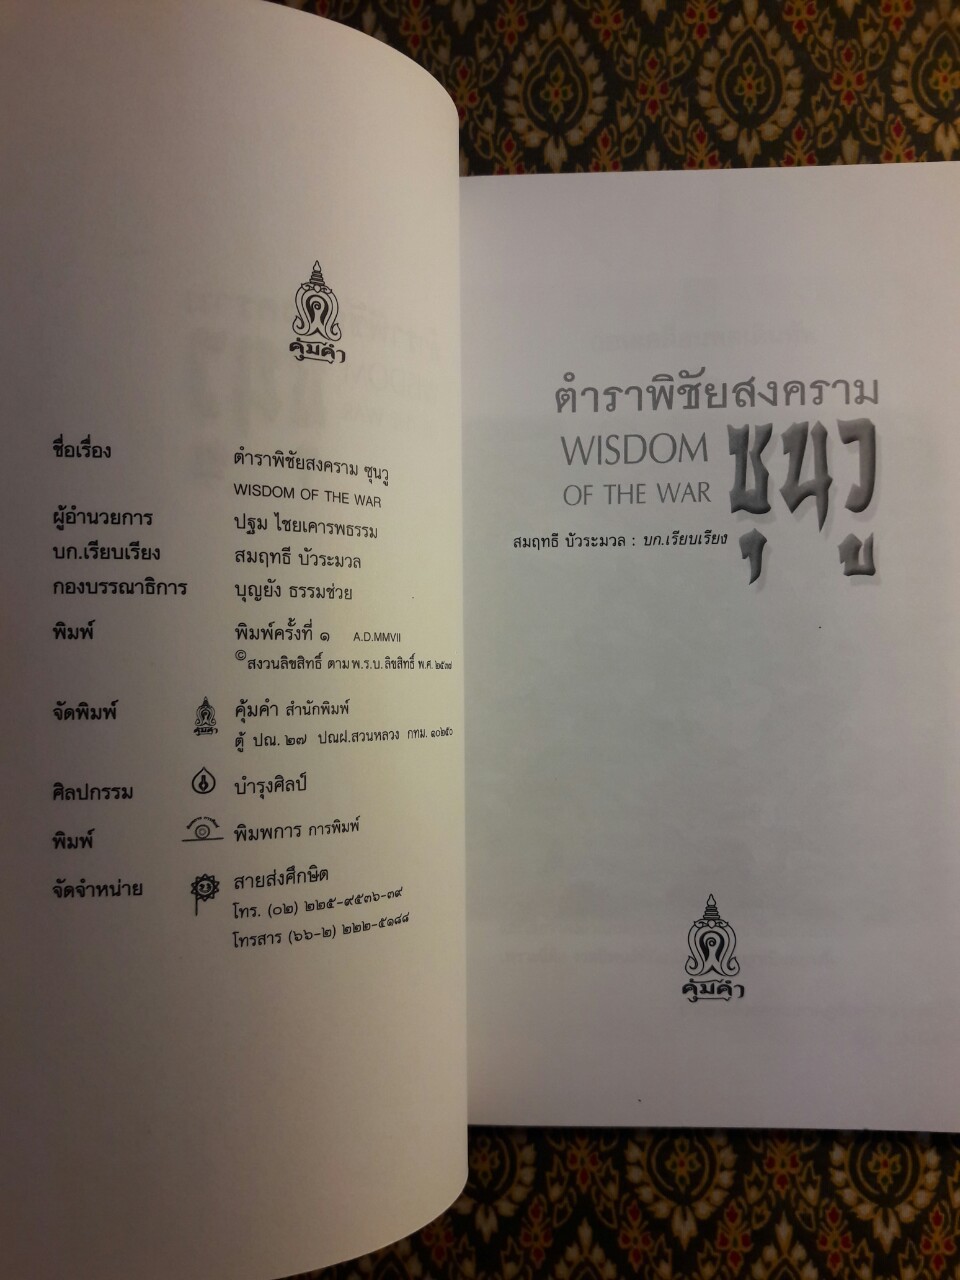 คุ้มคำ
ชื่อเรื่อง ตำราพิชัยสงคราม ซุนวู
WISDOM OF THE WAR
ผู้อำนวยการ ปฐม ไชยเคารพธรรม
บก.เรียบเรียง สมฤทธี บัวระมวล
กองบรรณาธิการ บุญยัง ธรรมช่วย
พิมพ์ พิมพ์ครั้งที่ ๑ A.D.MMVII
© สงวนลิขสิทธิ์ ตาม พ.ร.บ. ลิขสิทธิ์ พ.ศ. ๒๕๓๗
จัดพิมพ์ คุ้มคำ คุ้มคำ สำนักพิมพ์
ตู้ ปณ. ๒๗ ปณฝ.สวนหลวง กทม. ๑๐๒๕๐
ศิลปกรรม บำรุงศิลป์
พิมพ์ พิมพการ การพิมพ์
จัดจำหน่าย สายส่งศึกษิต
โทร. (๐๒) ๒๒๕-๙๕๓๖-๓๙
โทรสาร (๖๖-๒) ๒๒๒-๕๑๘๘
ตำราพิชัยสงคราม
WISDOM ซุนวู
OF THE WAR
สมฤทธี บัวระมวล : บก.เรียบเรียง
คุ้มคำ